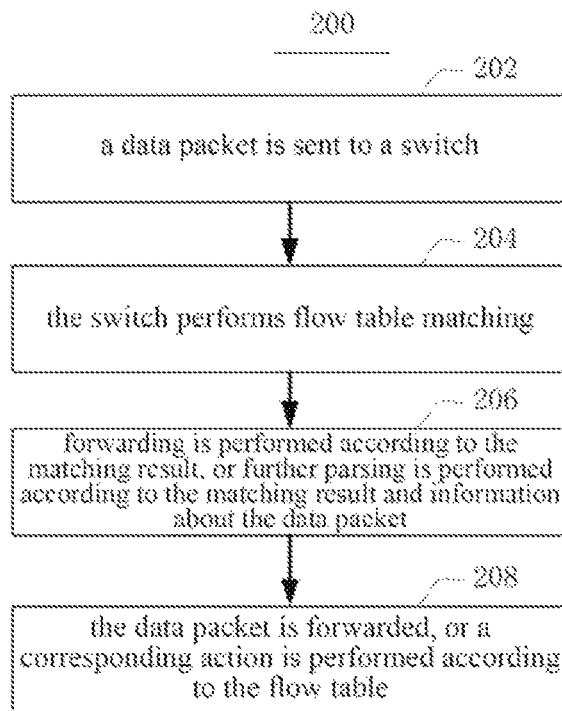 200
202
a data packet is sent to a switch
204
the switch performs flow table matching
206
forwarding is performed according to the
matching result, or further parsing is performed
according to the matching result and information
about the data packet
208
the data packet is forwarded, or a
corresponding action is performed according
to the flow table